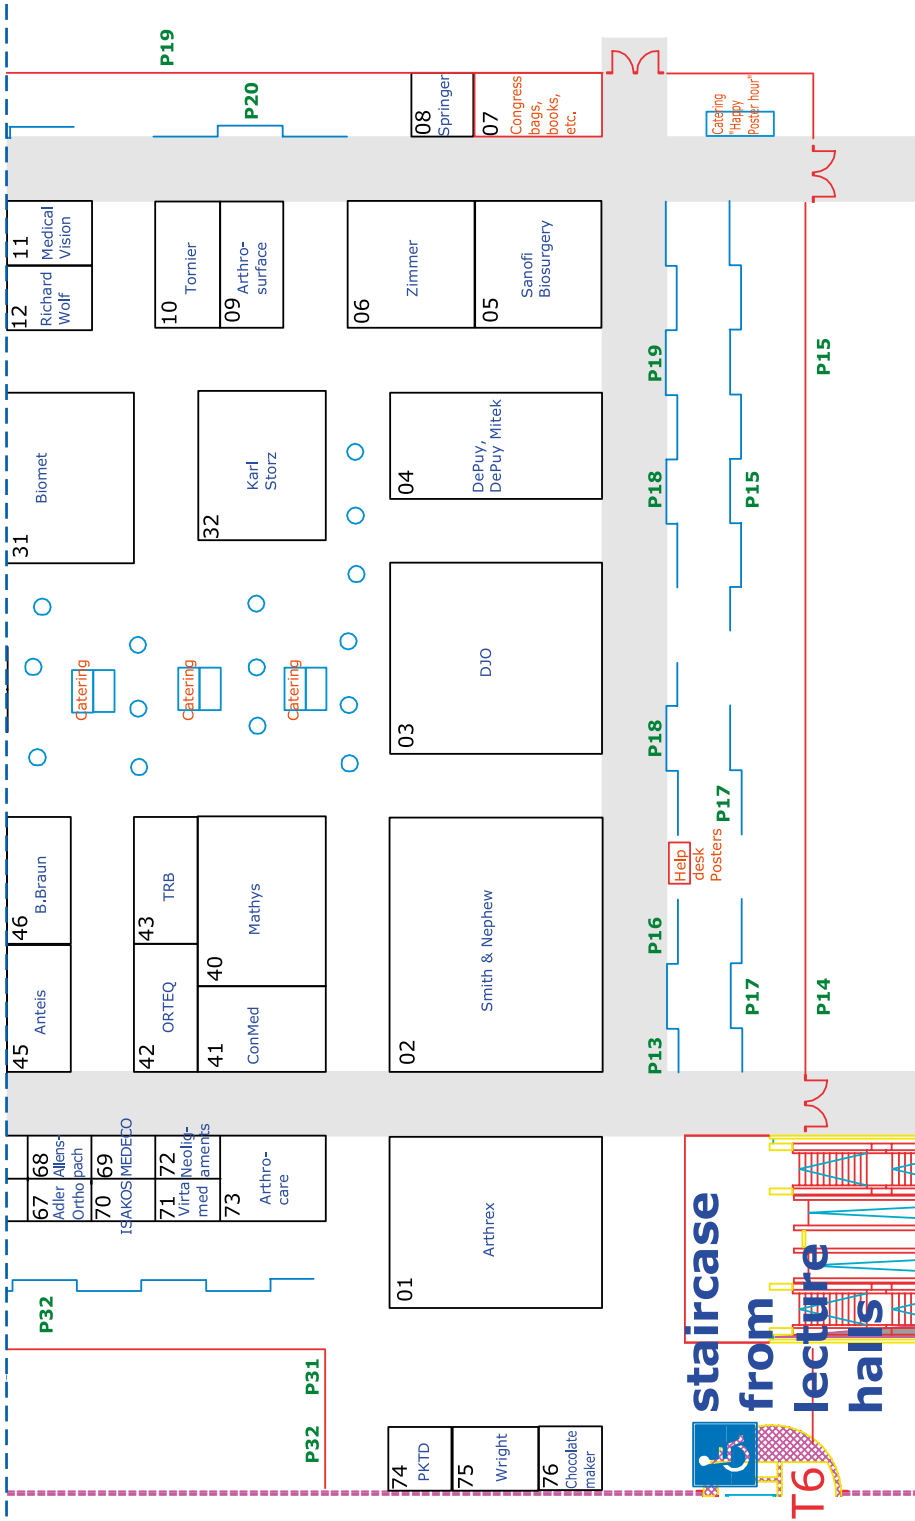 P19
P20
08
Springer
07
Congress
bags,
books,
etc.
Catering
"Happy
Poster hour"
11
Medical
Vision
12
Richard
Wolf
10
Tornier
09
Arthro-
surface
06
Zimmer
05
Sanofi
Biosurgery
P19
P15
31
Biomet
32
Karl
Storz
04
DePuy,
DePuy Mitek
P18
P15
Catering
Catering
Catering
03
DJO
P18
P17
46
B.Braun
43
TRB
40
Mathys
02
Smith & Nephew
Help
desk
Posters
P16
45
Anteis
42
ORTEQ
41
ConMed
P13
P17
P14
68
Allens-
pach
69
MEDECO
72
Neolig-
aments
67
Adler
Ortho
70
ISAKOS
71
Virta
med
73
Arthro-
care
01
Arthrex
P32
P31
P32
74
PKTD
75
Wright
76
Chocolate
maker
staircase
from
lecture
halls
T6